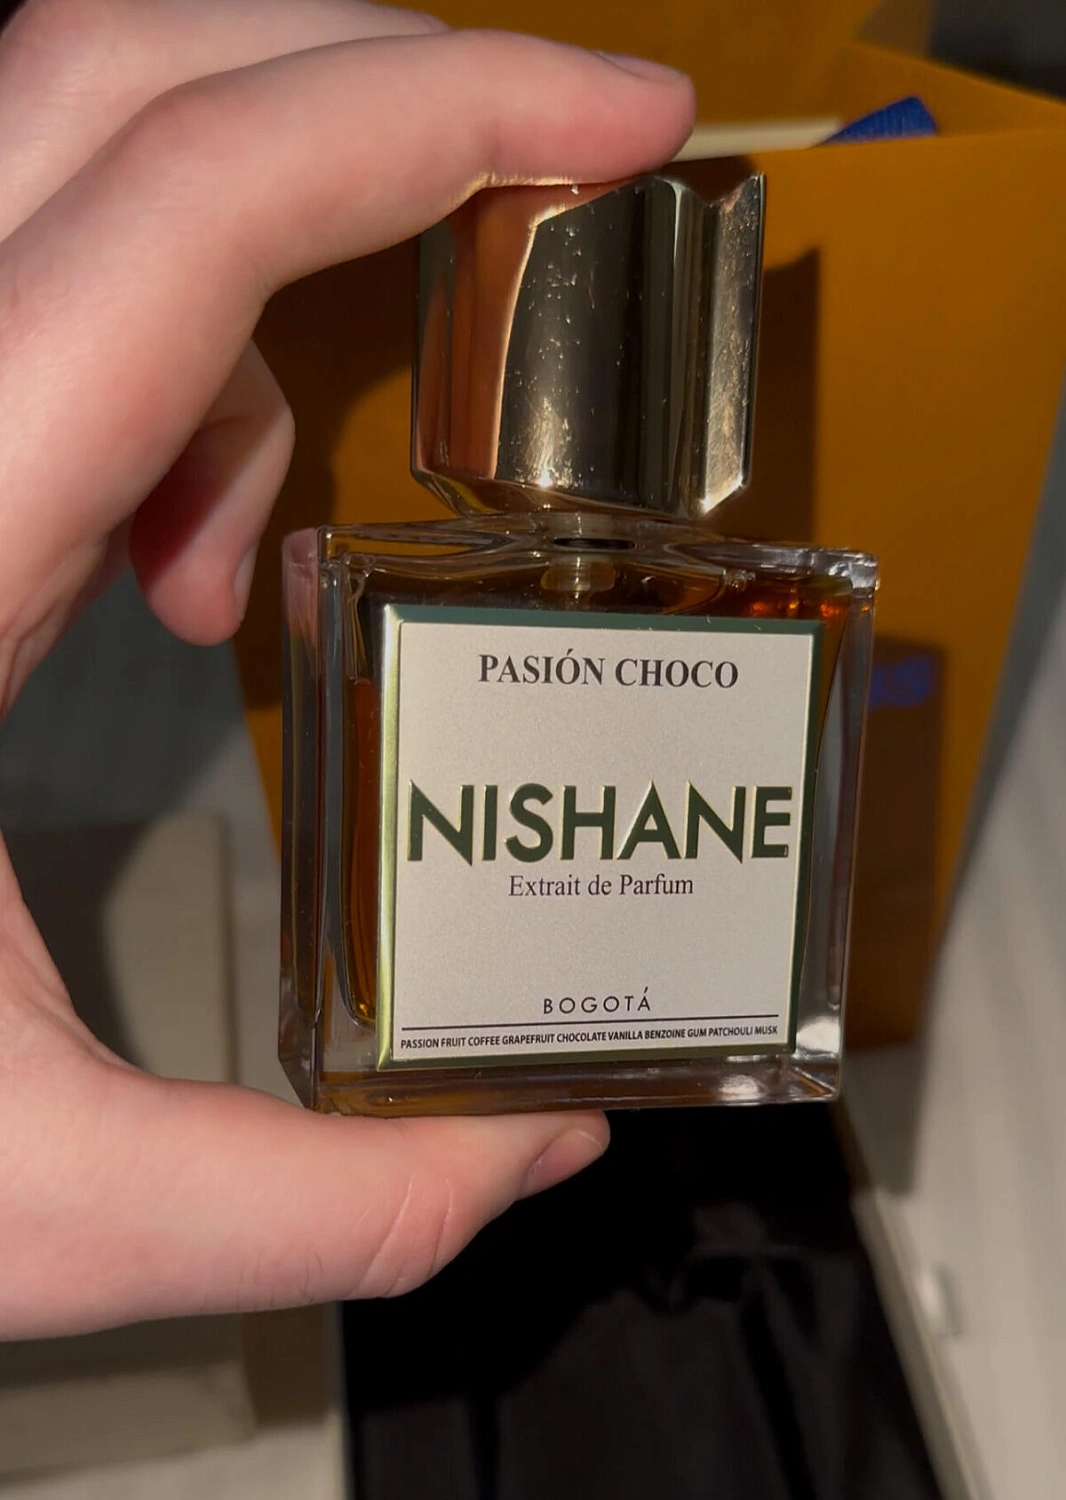 PASIÓN CHOCO
NISHANE
Extrait de Parfum
BOGOTÁ
PASSION FRUIT COFFEE GRAPEFRUIT CHOCOLATE VANILLA BENZOINE GUM PATCHOULI MUSK